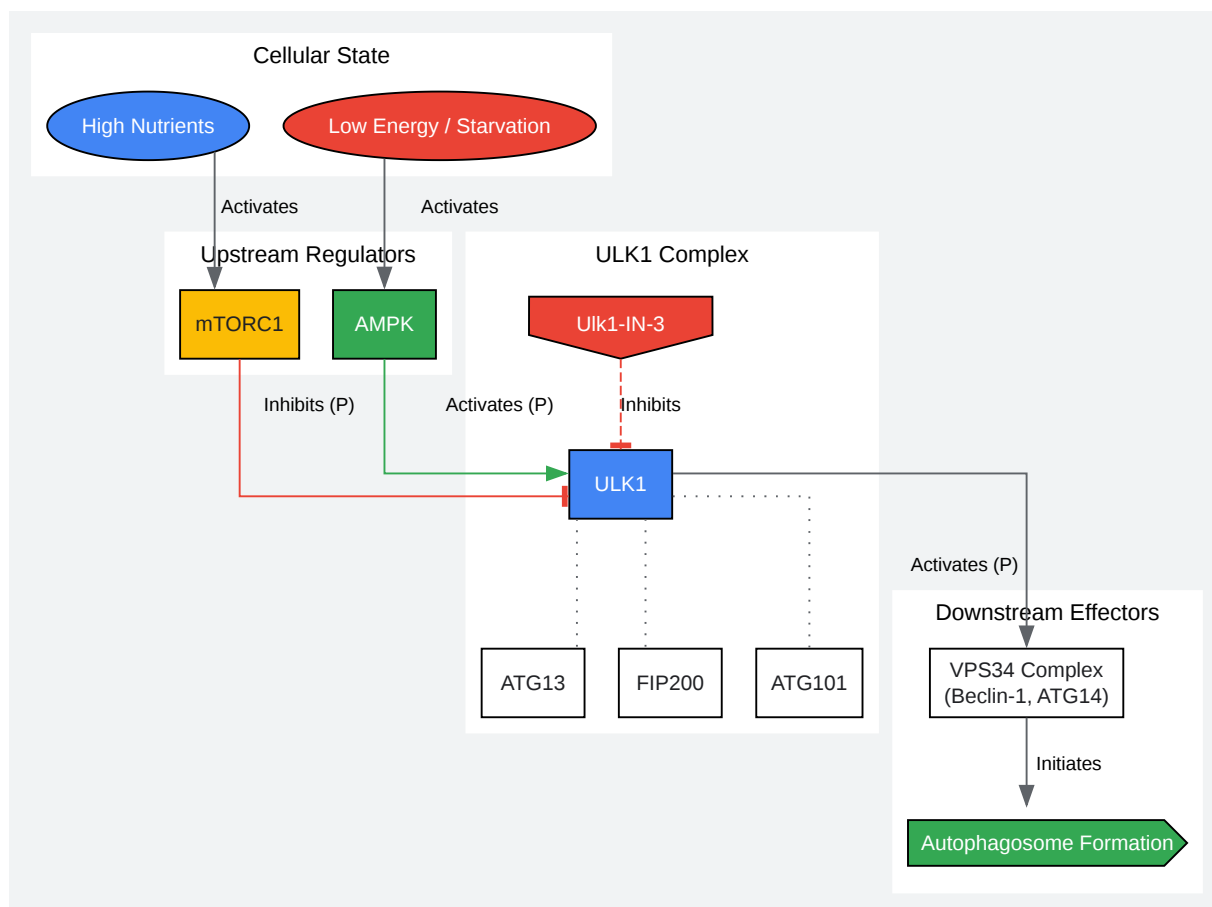 Cellular State
High Nutrients
Low Energy / Starvation
Activates
Activates
Upstream Regulators
ULK1 Complex
mTORC1
AMPK
Ulk1-IN-3
Inhibits (P)
Activates (P)
Inhibits
ULK1
Activates (P)
Downstream Effectors
ATG13
FIP200
ATG101
VPS34 Complex
(Beclin-1, ATG14)
Initiates
Autophagosome Formation